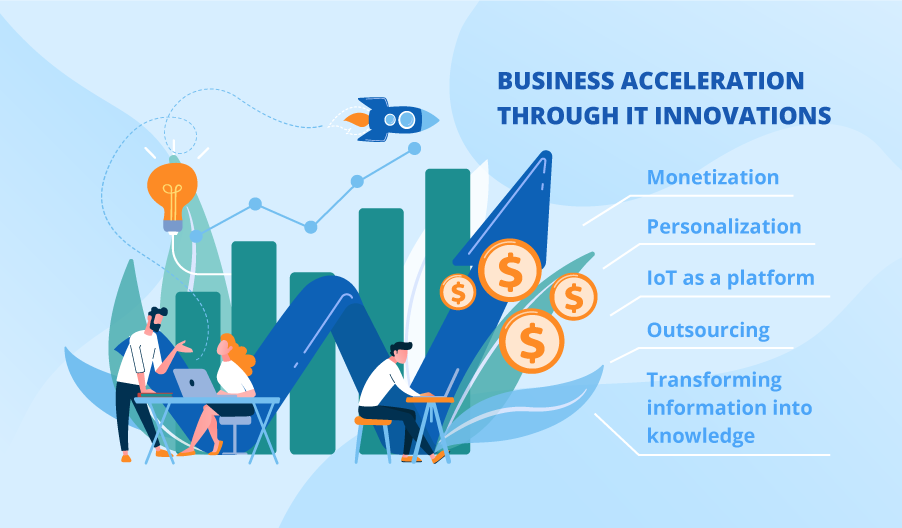 BUSINESS ACCELERATION
THROUGH IT INNOVATIONS
Monetization
Personalization
IoT as a platform
Outsourcing
Transforming
information into
knowledge
$
$
$
$